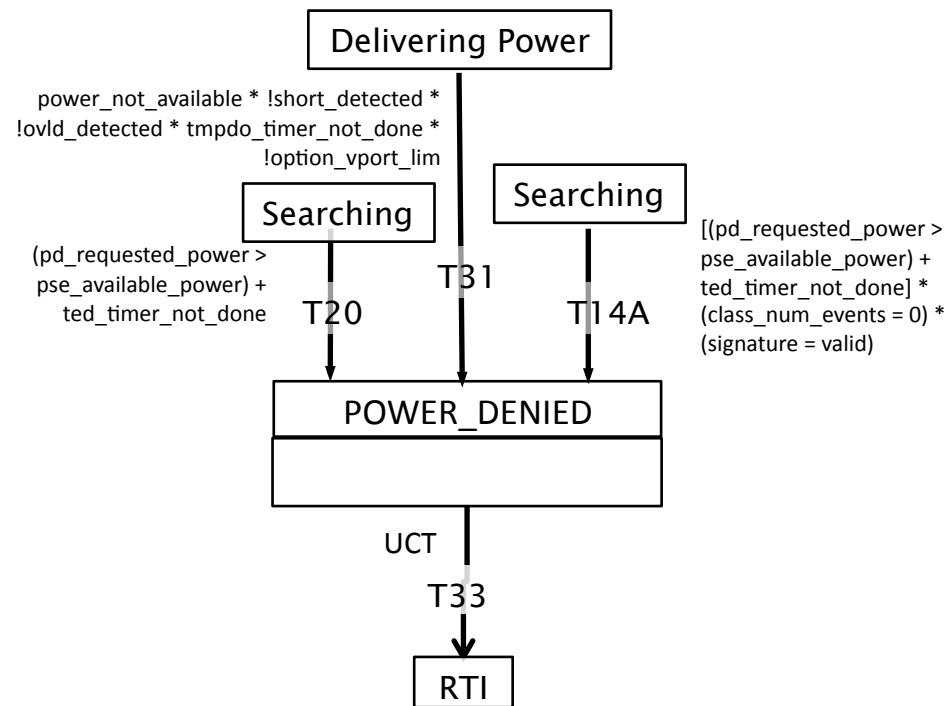 Delivering Power
power_not_available * !short_detected *
!ovld_detected * tmpdo_timer_not_done *
!option_vport_lim
Searching
Searching
(pd_requested_power >
pse_available_power) +
ted_timer_not_done
[(pd_requested_power >
pse_available_power) +
ted_timer_not_done] *
(class_num_events = 0) *
(signature = valid)
T20
T31
T14A
POWER_DENIED
UCT
T33
RTI